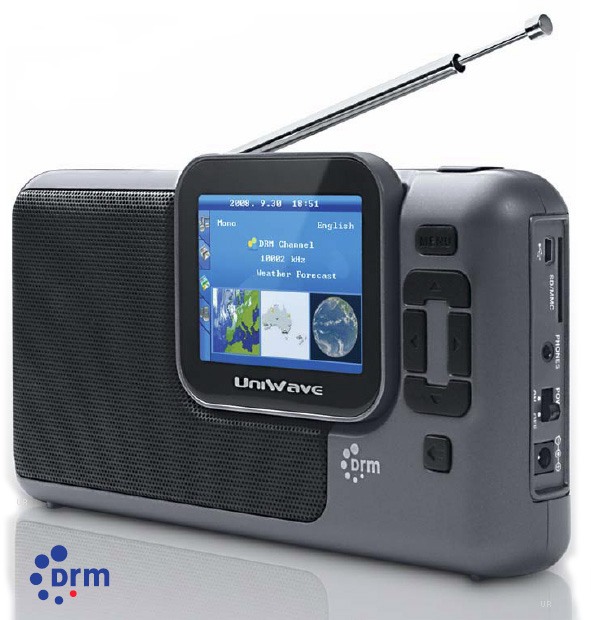 2008. 9.30 18:51
Mono English
DRM Channel
10002 kHz
Weather Forecast
UniWave
MENU
SD/MMC
PHONES
Drm
Drm